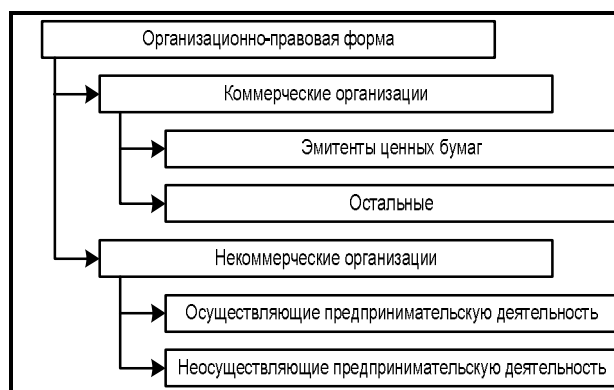 Организационно-правовая форма
Коммерческие организации
Эмитенты ценных бумаг
Остальные
Некоммерческие организации
Осуществляющие предпринимательскую деятельность
Неосуществляющие предпринимательскую деятельность